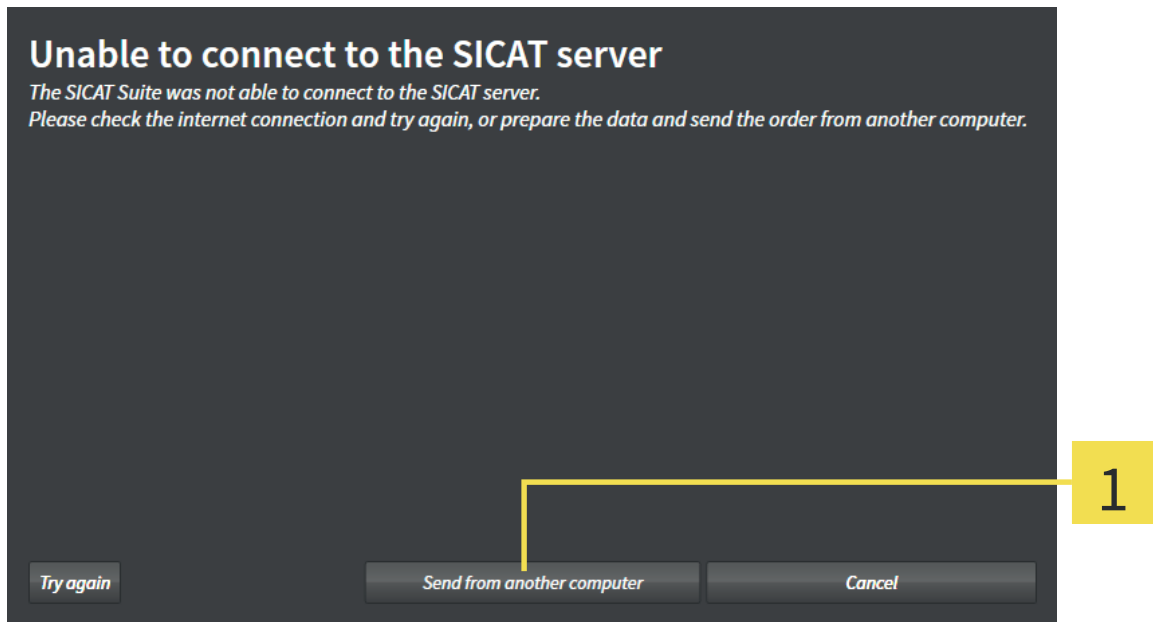 Unable to connect to the SICAT server
The SICAT Suite was not able to connect to the SICAT server.
Please check the internet connection and try again, or prepare the data and send the order from another computer.
1
Try again
Send from another computer
Cancel